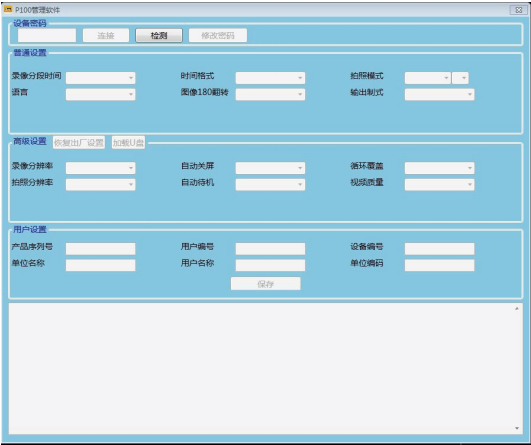 P100管理软件
设备密码
连接 检测 修改密码
普通设置
录像分段时间 时间格式 拍照模式
语言 图像180翻转 输出制式
高级设置 恢复出厂设置 加载U盘
录像分辨率 自动关屏 循环覆盖
拍照分辨率 自动待机 视频质量
用户设置
产品序列号 用户编号 设备编号
单位名称 用户名称 单位编码
保存